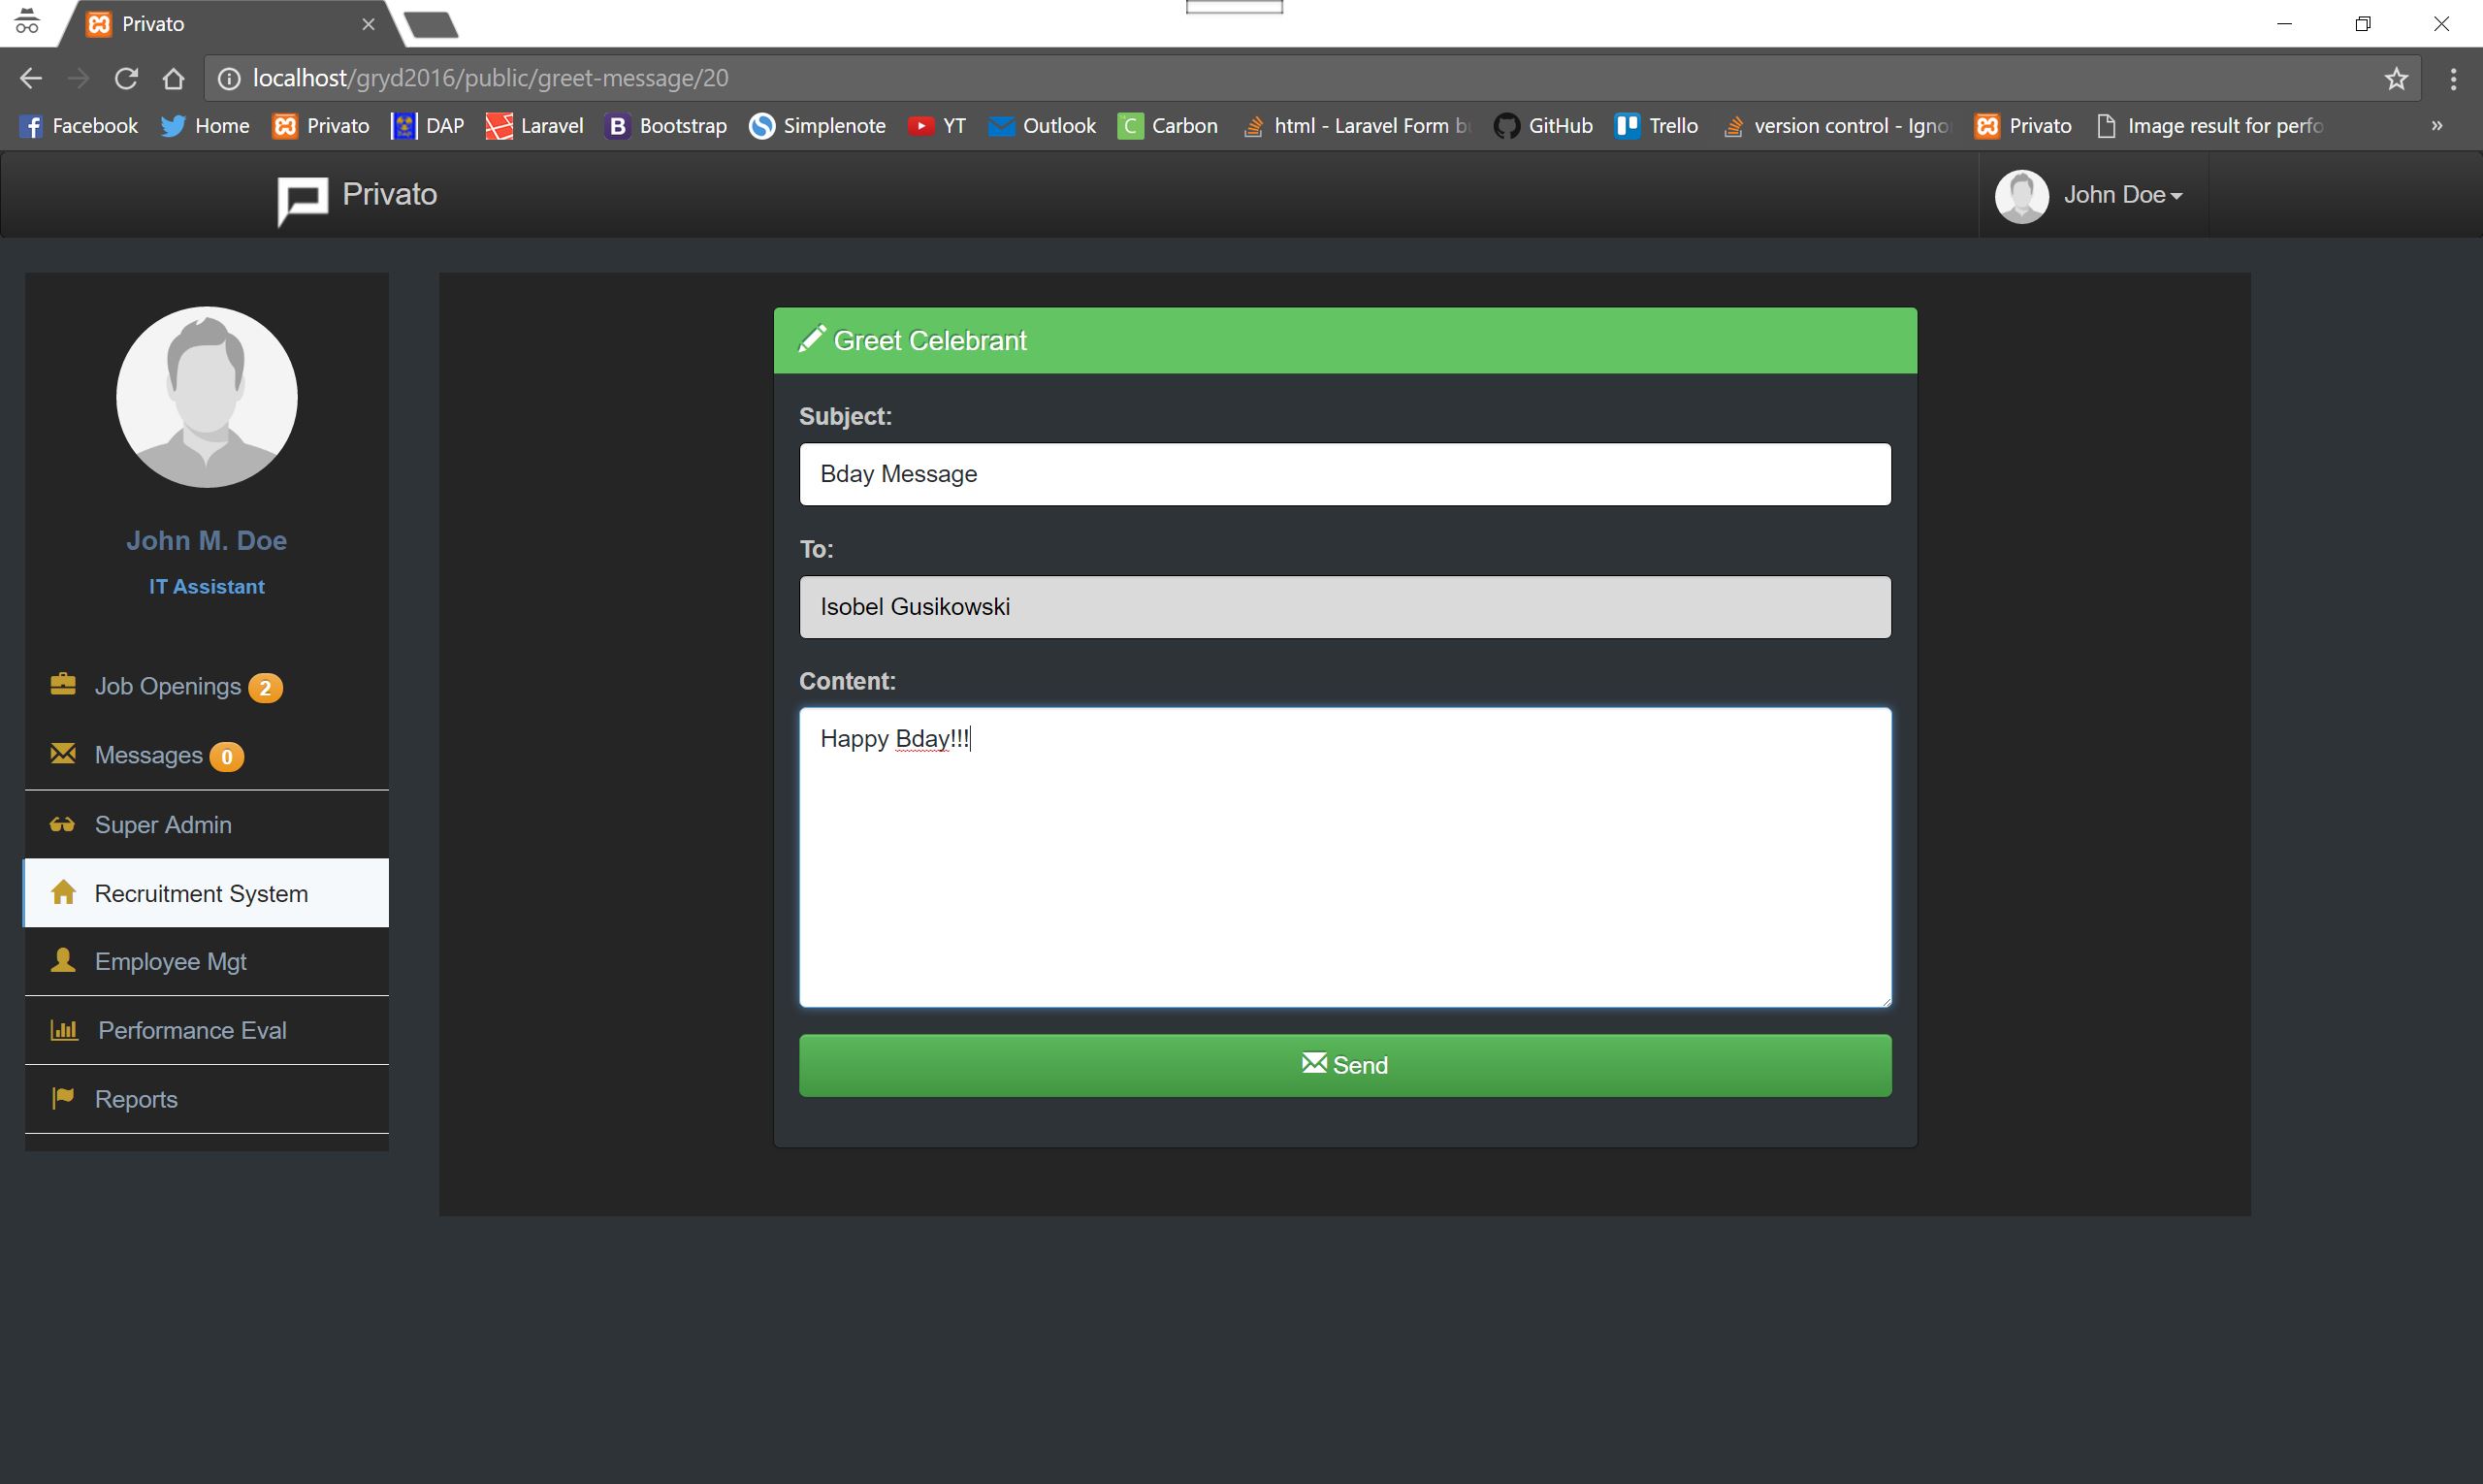 Privato
localhost/gryd2016/public/greet-message/20
Facebook Home Privato DAP Laravel Bootstrap Simplenote YT Outlook Carbon html - Laravel Form GitHub Trello version control - Privato Image result for »
Privato John Doe
Greet Celebrant
Subject:
Bday Message
To:
Isobel Gusikowski
Content:
Happy Bday!!!
Send
John M. Doe
IT Assistant
Job Openings 2
Messages 0
Super Admin
Recruitment System
Employee Mgt
Performance Eval
Reports